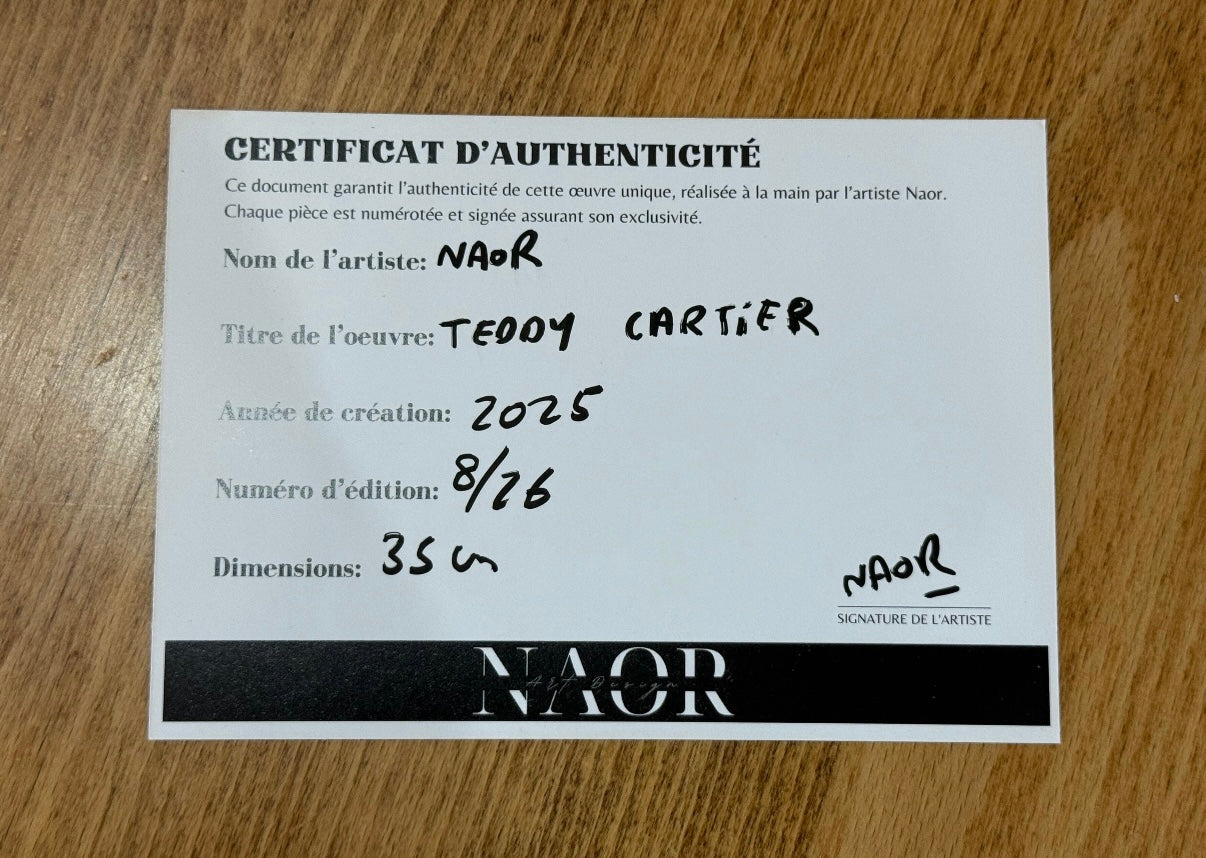 CERTIFICAT D'AUTHENTICITÉ
Ce document garantit l'authenticité de cette œuvre unique, réalisée à la main par l'artiste Naor.
Chaque pièce est numérotée et signée assurant son exclusivité.
Nom de l'artiste: NAOR
Titre de l'oeuvre: TEDDY CARTIER
Année de création: 2025
Numéro d'édition: 8/26
Dimensions: 35 cm
NAOR
SIGNATURE DE L'ARTISTE
NAOR
Art Design